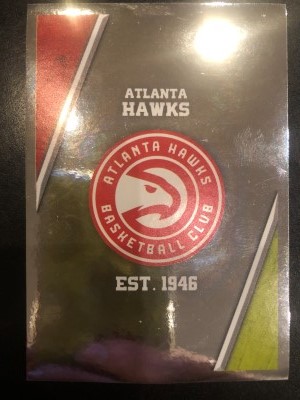 ATLANTA
HAWKS
ATLANTA HAWKS
BASKETBALL CLUB
EST. 1946